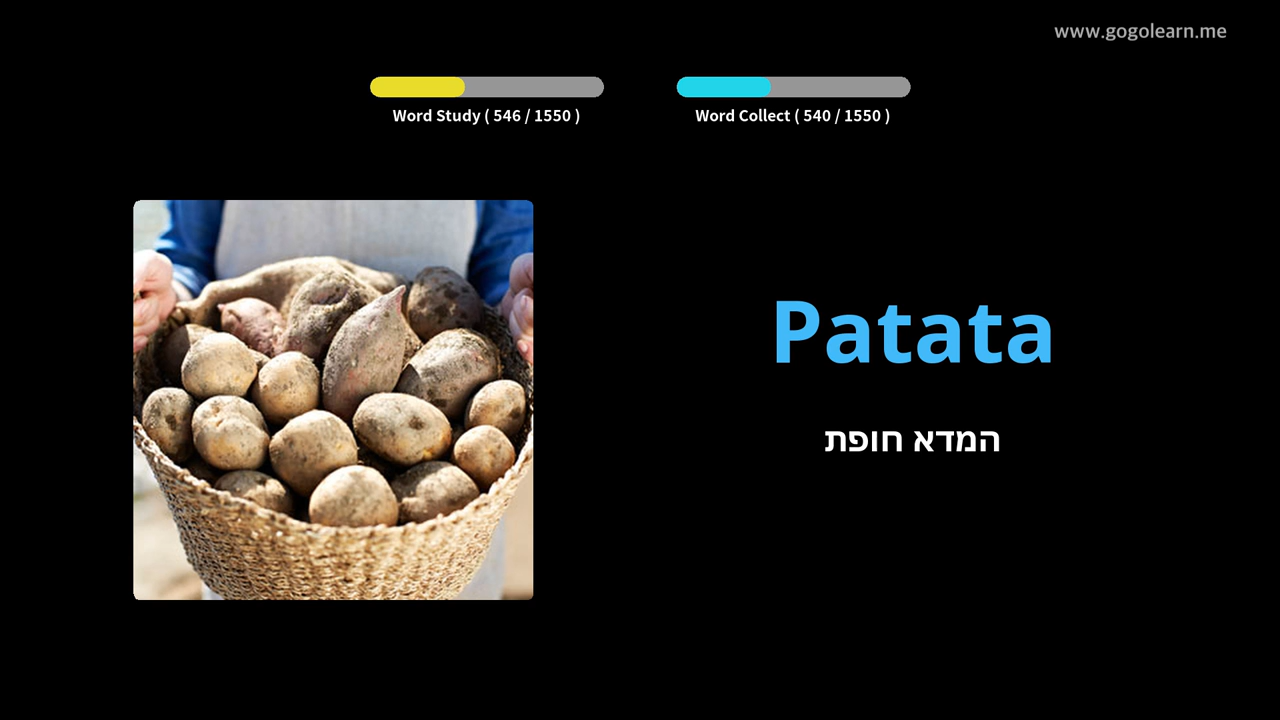 www.gogolearn.me
Word Study ( 546 / 1550 )
Word Collect ( 540 / 1550 )
Patata
המדא חופת